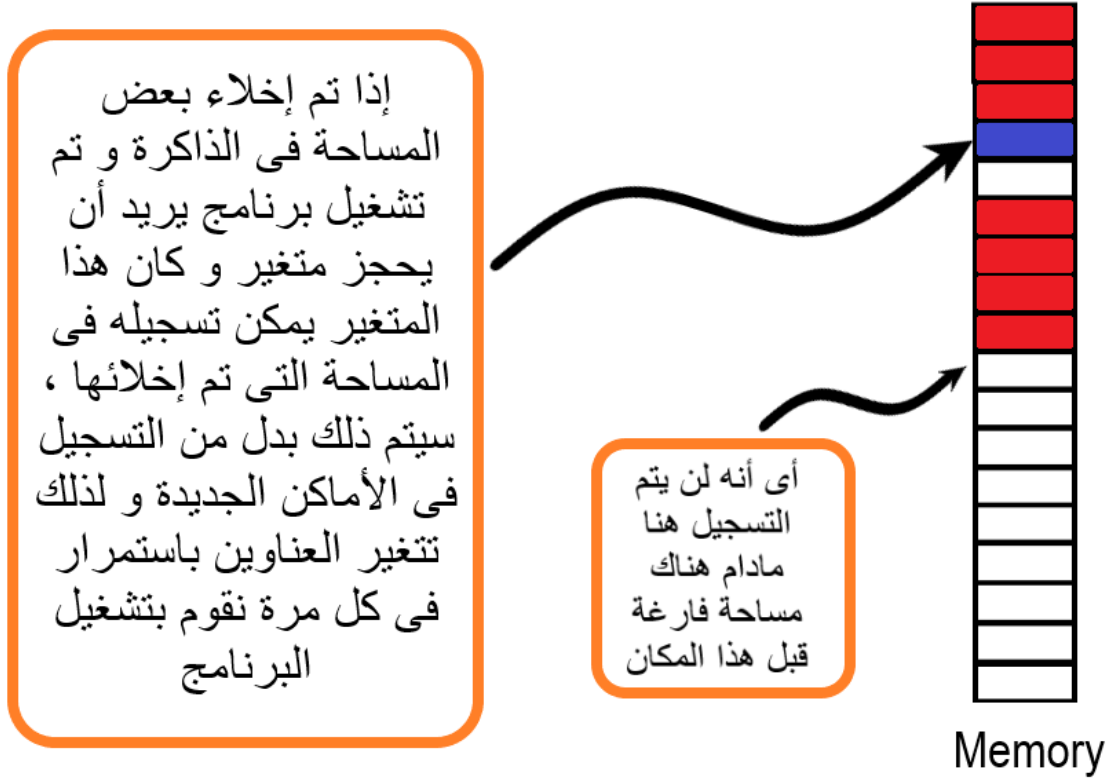 إذا تم إخلاء بعض
المساحة فى الذاكرة و تم
تشغيل برنامج يريد أن
يحجز متغير و كان هذا
المتغير يمكن تسجيله فى
المساحة التى تم إخلائها ،
سيتم ذلك بدل من التسجيل
فى الأماكن الجديدة و لذلك
تتغير العناوين باستمرار
فى كل مرة نقوم بتشغيل
البرنامج
أى أنه لن يتم
التسجيل هنا
مادام هناك
مساحة فارغة
قبل هذا المكان
Memory